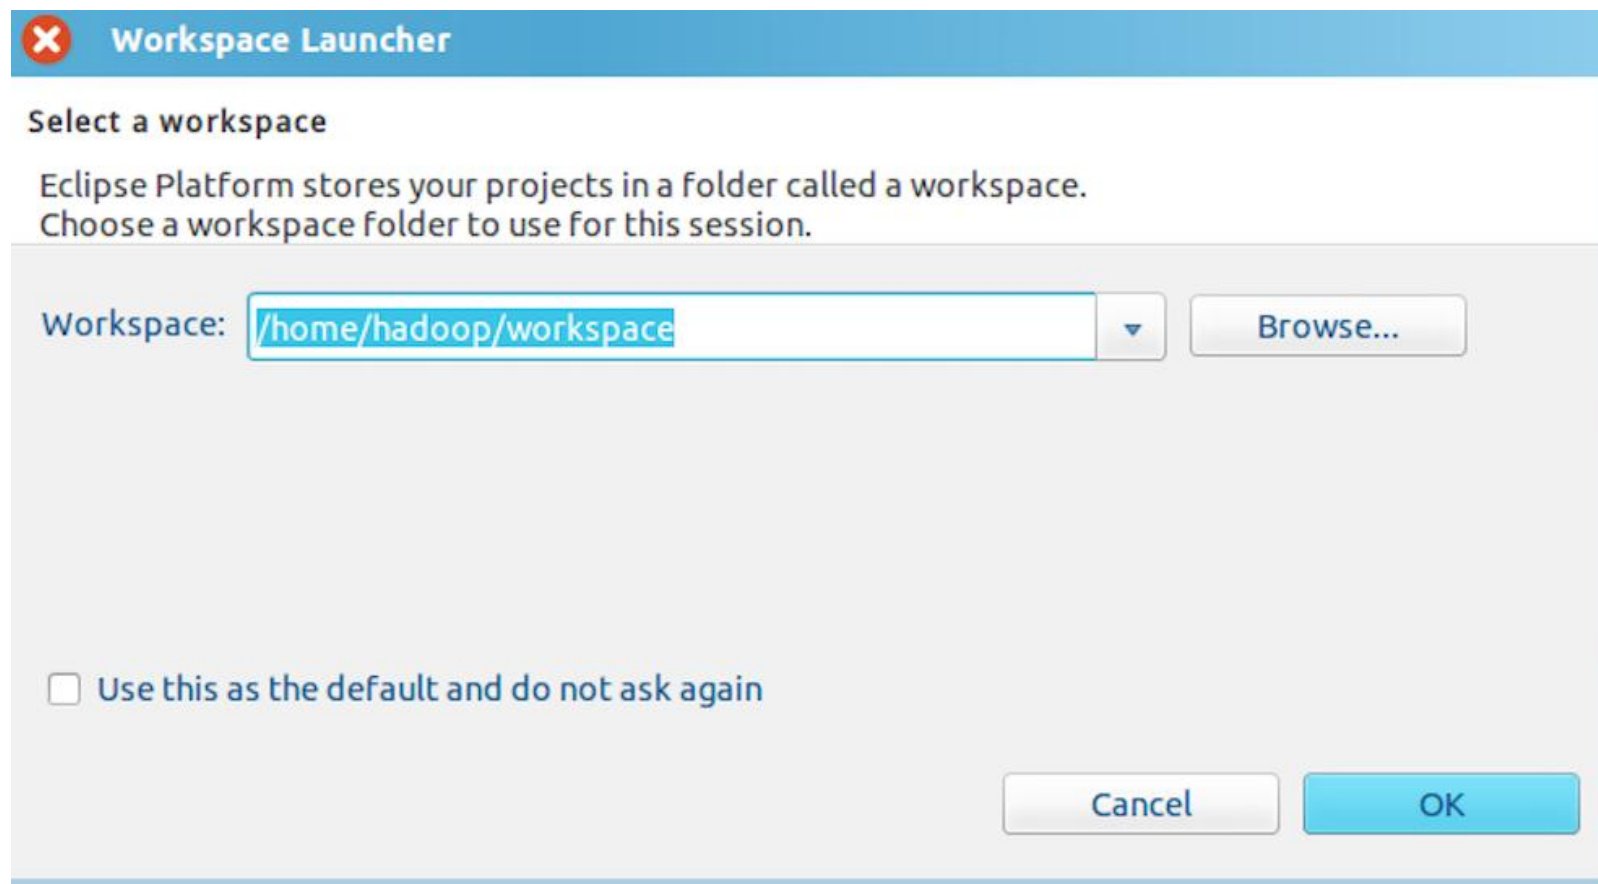 Workspace Launcher
Select a workspace
Eclipse Platform stores your projects in a folder called a workspace.
Choose a workspace folder to use for this session.
Workspace: /home/hadoop/workspace Browse...
Use this as the default and do not ask again
Cancel OK